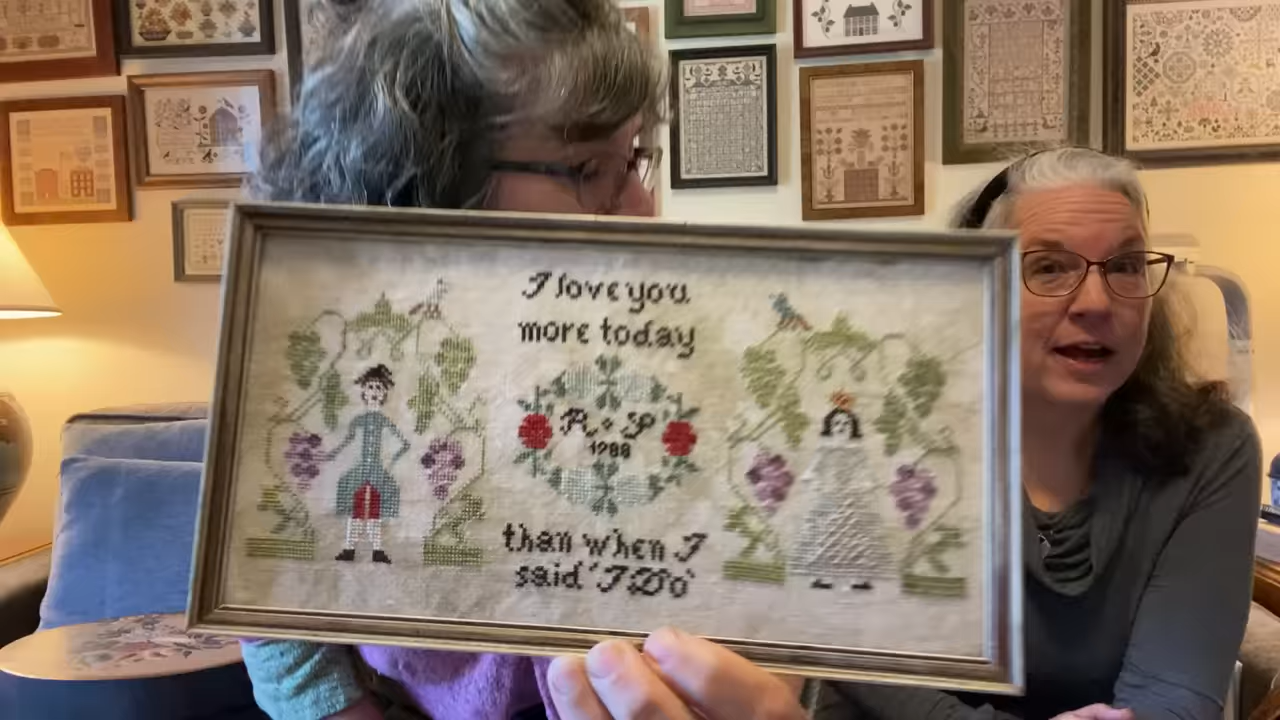 I love you
more today
R + P
1988
than when I
said 'I Do'